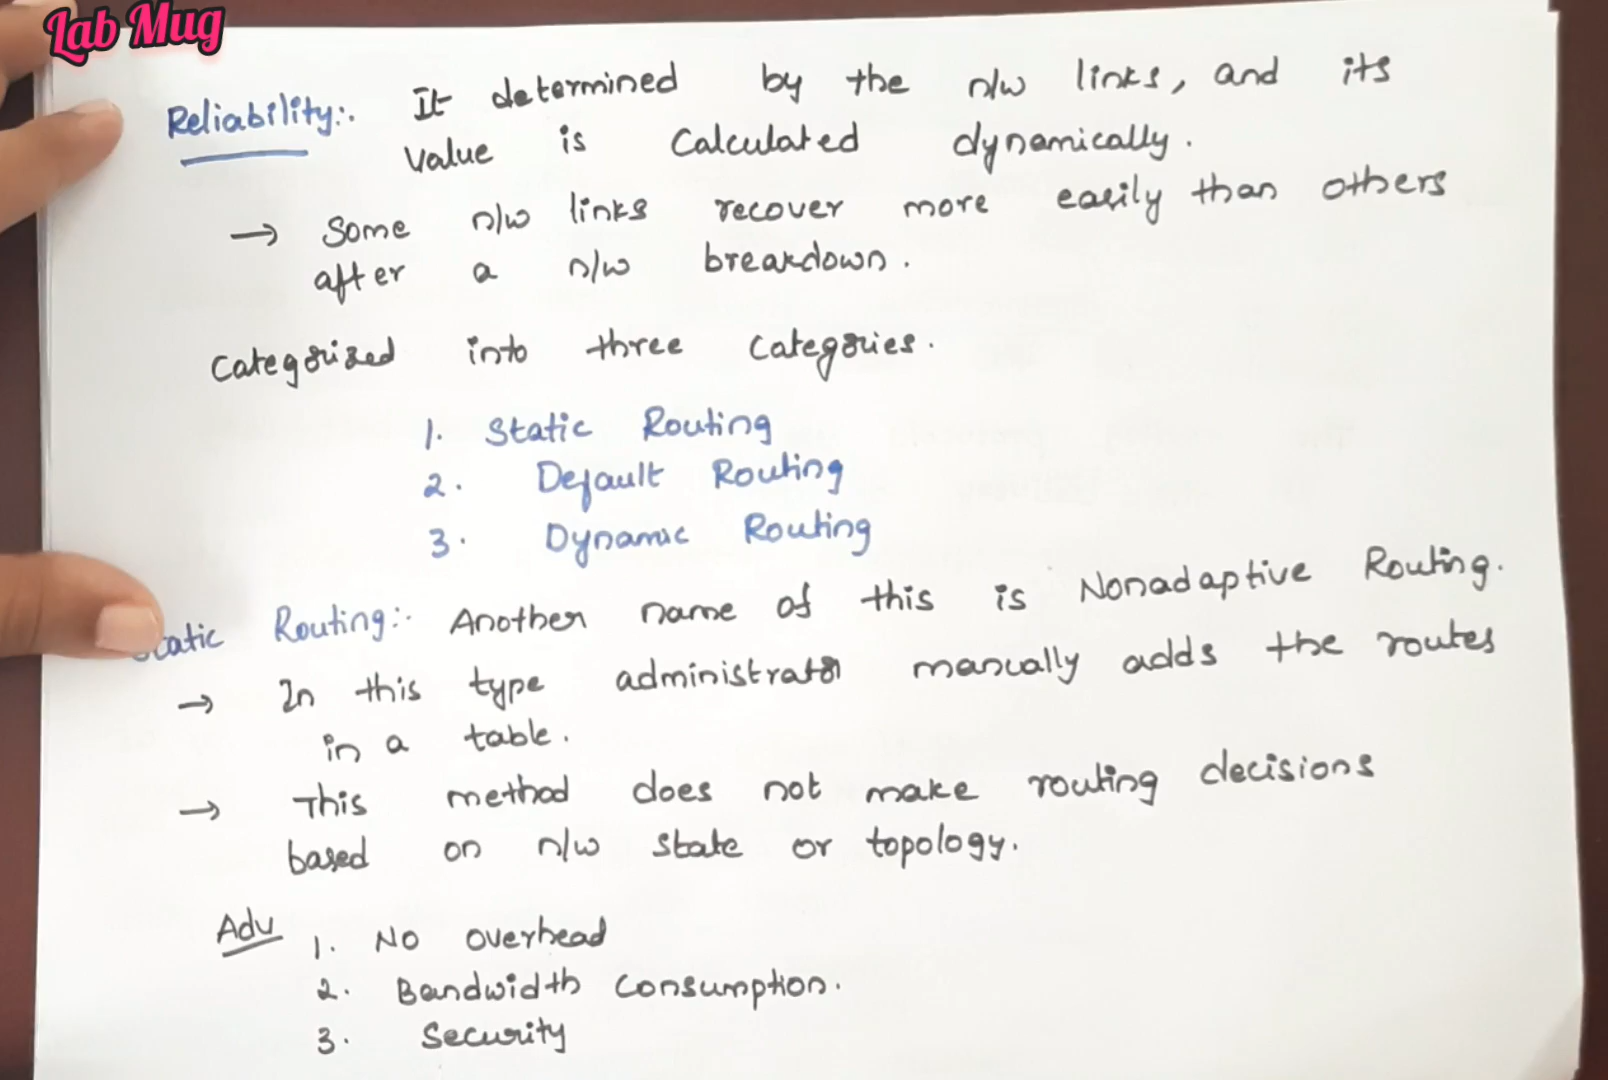 Lab Mug
Reliability:. It determined by the n/w links, and its
value is calculated dynamically.
→ Some n/w links recover more easily than others
after a n/w breakdown.
Categorized into three categories.
1. Static Routing
2. Default Routing
3. Dynamic Routing
Routing:- Another name of this is Nonadaptive Routing.
→ In this type administrator manually adds the routes
in a table.
→ This method does not make routing decisions
based on n/w state or topology.
Adv
1. No overhead
2. Bandwidth Consumption.
3. Security